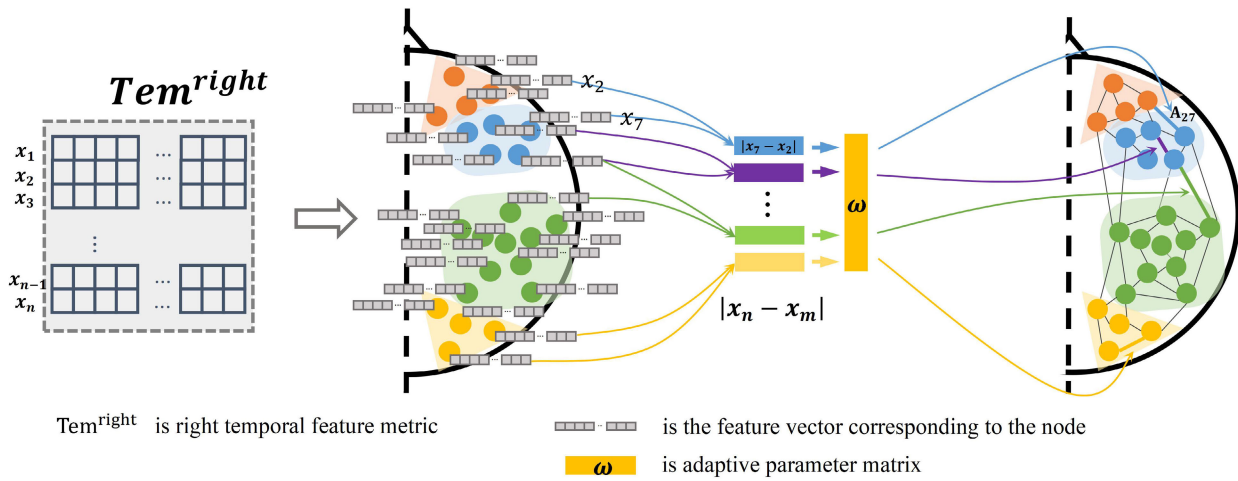 Tem^right
x_1
x_2
x_3
...
...
⋮
x_{n-1}
x_n
...
...
x_2
x_7
|x_7 − x_2|
⋮
ω
|x_n − x_m|
A_27
Tem^right is right temporal feature metric
is the feature vector corresponding to the node
ω is adaptive parameter matrix